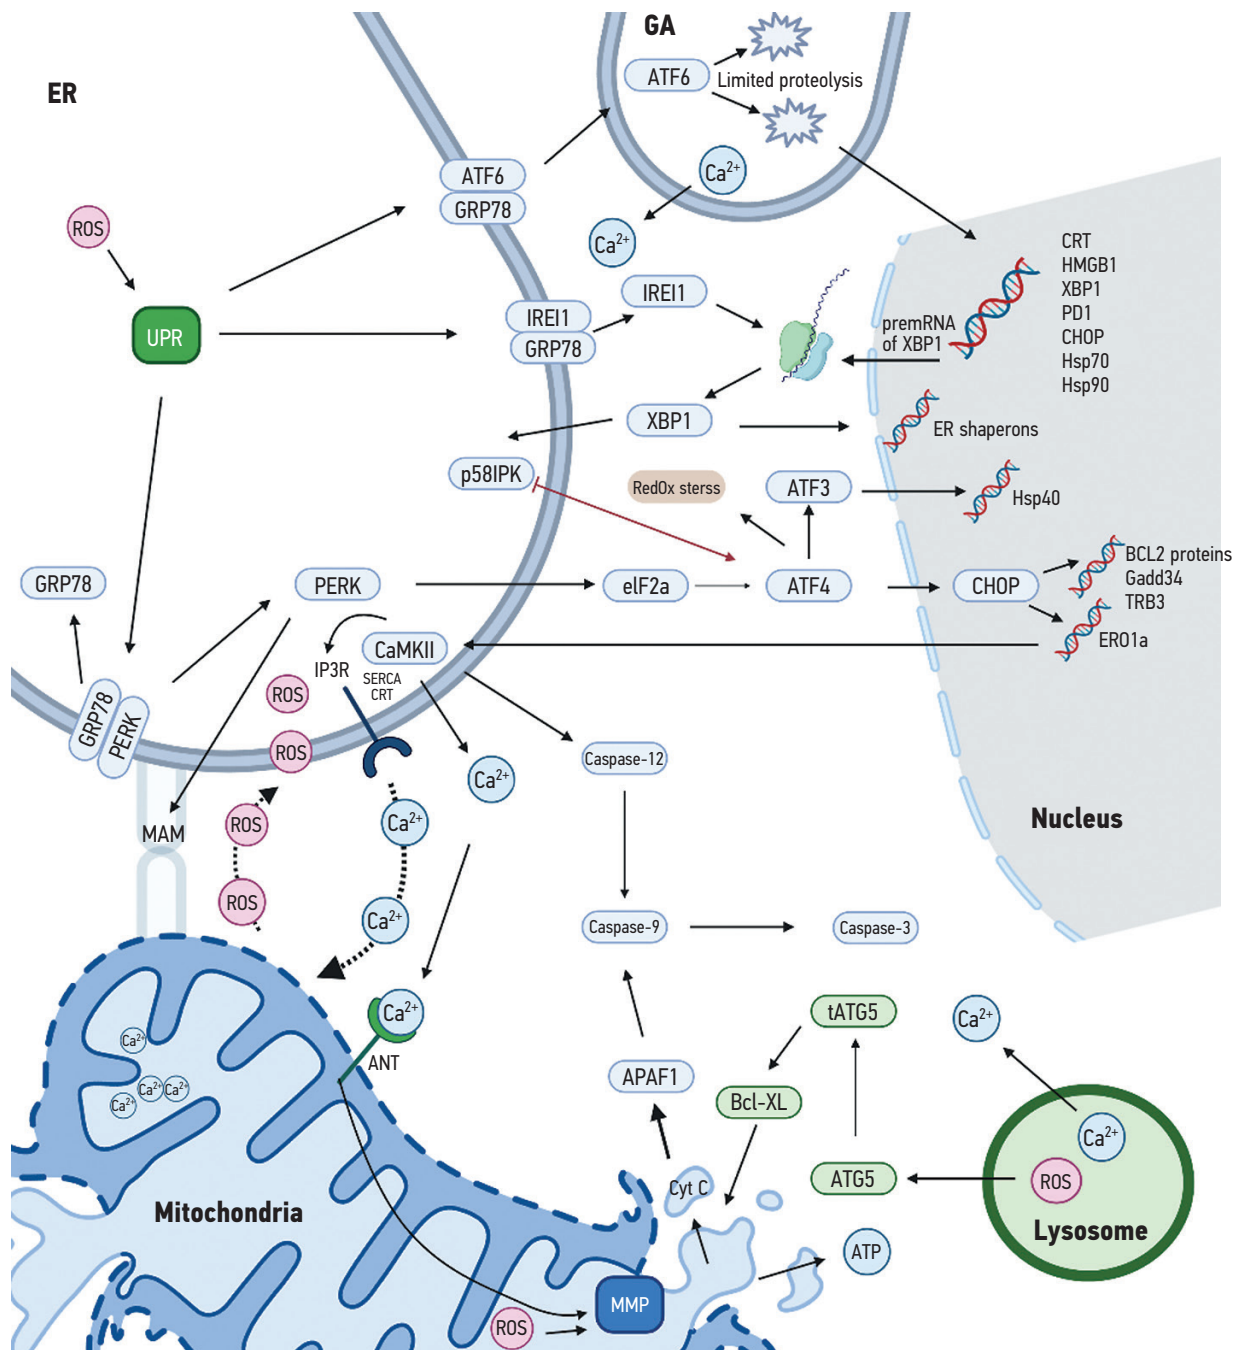 GA
ER
ATF6
Limited proteolysis
ATF6
GRP78
Ca²⁺
ROS
Ca²⁺
CRT
HMGB1
XBP1
PD1
CHOP
Hsp70
Hsp90
IREI1
IREI1
GRP78
UPR
premRNA
of XBP1
XBP1
ER shaperons
p58IPK
RedOx sterss
ATF3
Hsp40
BCL2 proteins
Gadd34
TRB3
GRP78
PERK
eIF2a
ATF4
CHOP
ERO1a
CaMKII
IP3R
SERCA
CRT
ROS
GRP78
PERK
ROS
Caspase-12
Ca²⁺
MAM
ROS
Ca²⁺
Nucleus
ROS
Ca²⁺
Caspase-9
Caspase-3
Ca²⁺
tATG5
Ca²⁺
Ca²⁺
ANT
APAF1
Ca²⁺
Ca²⁺
Ca²⁺
Bcl-XL
Ca²⁺
Cyt C
ATG5
ROS
Mitochondria
Lysosome
ATP
MMP
ROS